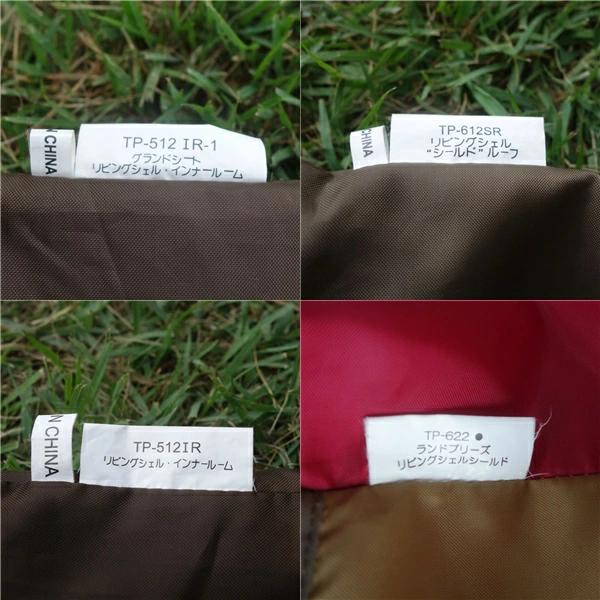 N CHINA
TP-512 IR-1
グランドシート
リビングシェル・インナールーム
CHINA
TP-612SR
リビングシェル
“シールド”ルーフ
N CHINA
TP-512IR
リビングシェル・インナールーム
TP-622 ●
ランドブリーズ
リビングシェルシールド